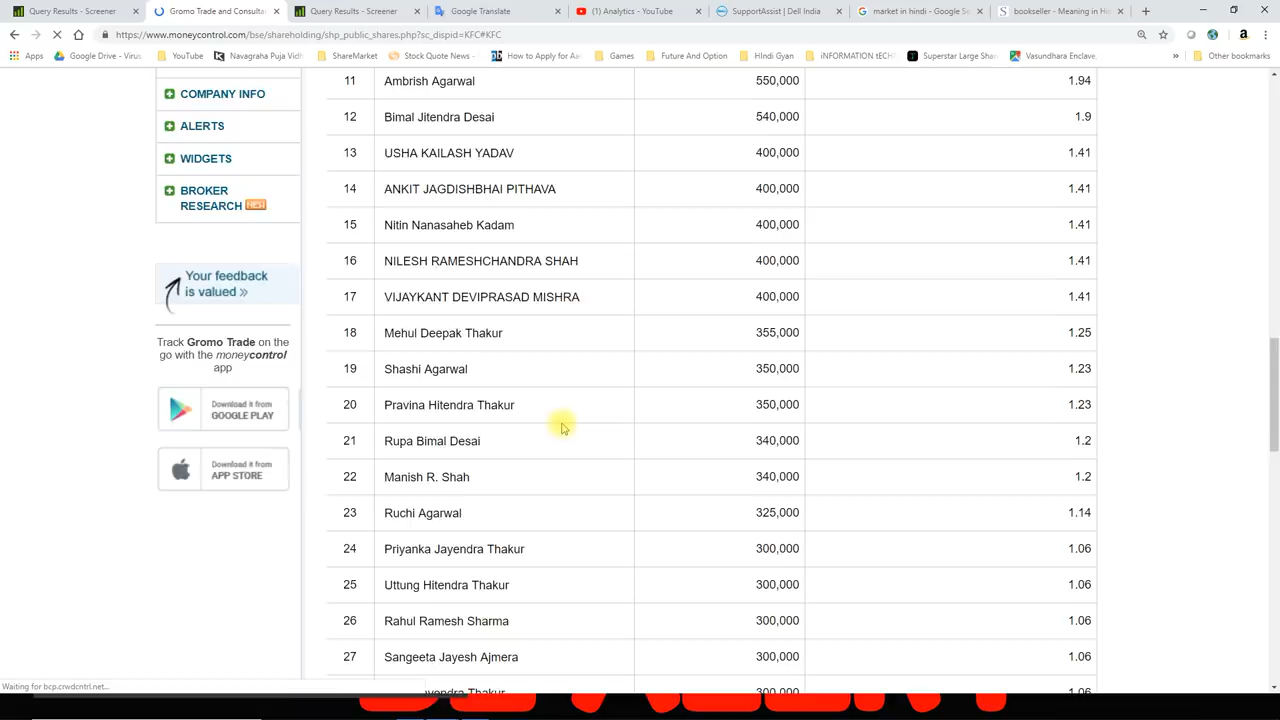 Query Results - Screener
Gromo Trade and Consulta
Query Results - Screener
Google Translate
(1) Analytics - YouTube
SupportAssist | Dell India
market in hindi - Google Se
bookseller - Meaning in Hi
https://www.moneycontrol.com/bse/shareholding/shp_public_shares.php?sc_dispid=KFC#KFC
Apps
Google Drive - Virus
YouTube
Navagraha Puja Vidh
ShareMarket
Stock Quote News -
How to Apply for Aa
Games
Future And Option
HIndi Gyan
iNFORMATION tECH
Superstar Large Shar
Vasundhara Enclave.
»
Other bookmarks
COMPANY INFO
ALERTS
WIDGETS
BROKER
RESEARCH
Your feedback
is valued »
Track Gromo Trade on the
go with the moneycontrol
app
Download it from
GOOGLE PLAY
Download it from
APP STORE
11 Ambrish Agarwal 550,000 1.94
12 Bimal Jitendra Desai 540,000 1.9
13 USHA KAILASH YADAV 400,000 1.41
14 ANKIT JAGDISHBHAI PITHAVA 400,000 1.41
15 Nitin Nanasaheb Kadam 400,000 1.41
16 NILESH RAMESHCHANDRA SHAH 400,000 1.41
17 VIJAYKANT DEVIPRASAD MISHRA 400,000 1.41
18 Mehul Deepak Thakur 355,000 1.25
19 Shashi Agarwal 350,000 1.23
20 Pravina Hitendra Thakur 350,000 1.23
21 Rupa Bimal Desai 340,000 1.2
22 Manish R. Shah 340,000 1.2
23 Ruchi Agarwal 325,000 1.14
24 Priyanka Jayendra Thakur 300,000 1.06
25 Uttung Hitendra Thakur 300,000 1.06
26 Rahul Ramesh Sharma 300,000 1.06
27 Sangeeta Jayesh Ajmera 300,000 1.06
Thakur 300,000 1.06
Waiting for bcp.crwdcntrl.net...